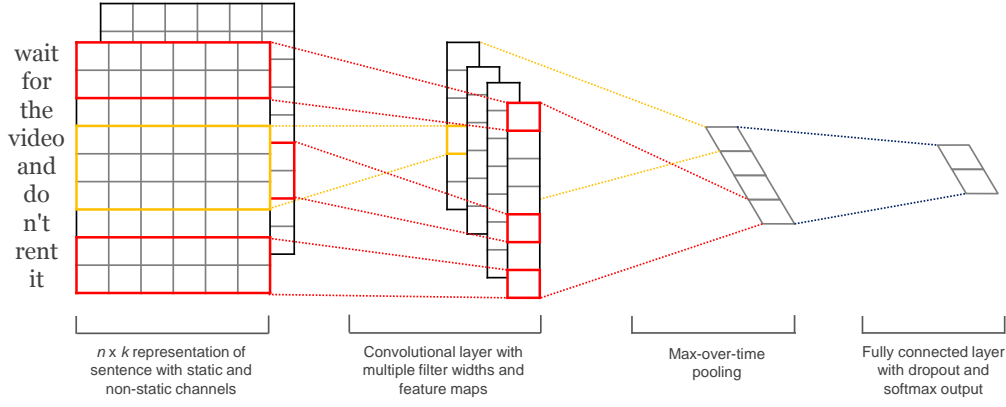 wait
for
the
video
and
do
n't
rent
it
n x k representation of
sentence with static and
non-static channels
Convolutional layer with
multiple filter widths and
feature maps
Max-over-time
pooling
Fully connected layer
with dropout and
softmax output